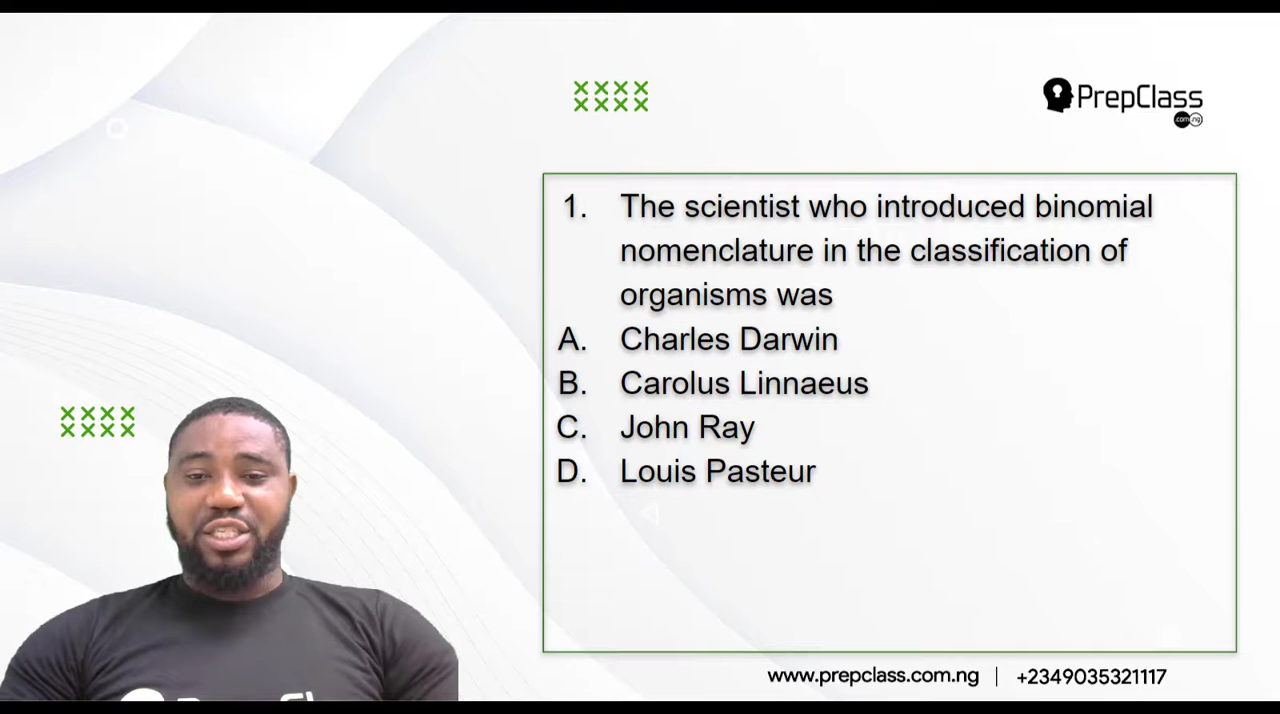 PrepClass
.com.ng
1. The scientist who introduced binomial
nomenclature in the classification of
organisms was
A. Charles Darwin
B. Carolus Linnaeus
C. John Ray
D. Louis Pasteur
www.prepclass.com.ng | +2349035321117